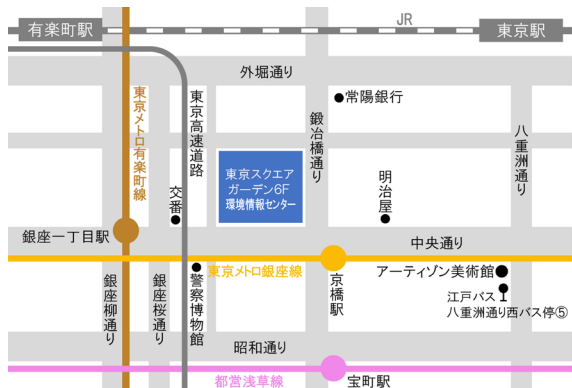 JR
有楽町駅
東京駅
外堀通り
常陽銀行
東京メトロ有楽町線
東京高速道路
鍛冶橋通り
八重洲通り
東京スクエア
ガーデン6F
環境情報センター
交番
明治屋
銀座一丁目駅
中央通り
東京メトロ銀座線
アーティゾン美術館
銀座柳通り
銀座桜通り
警察博物館
京橋駅
江戸バス
八重洲通り西バス停⑤
昭和通り
都営浅草線
宝町駅